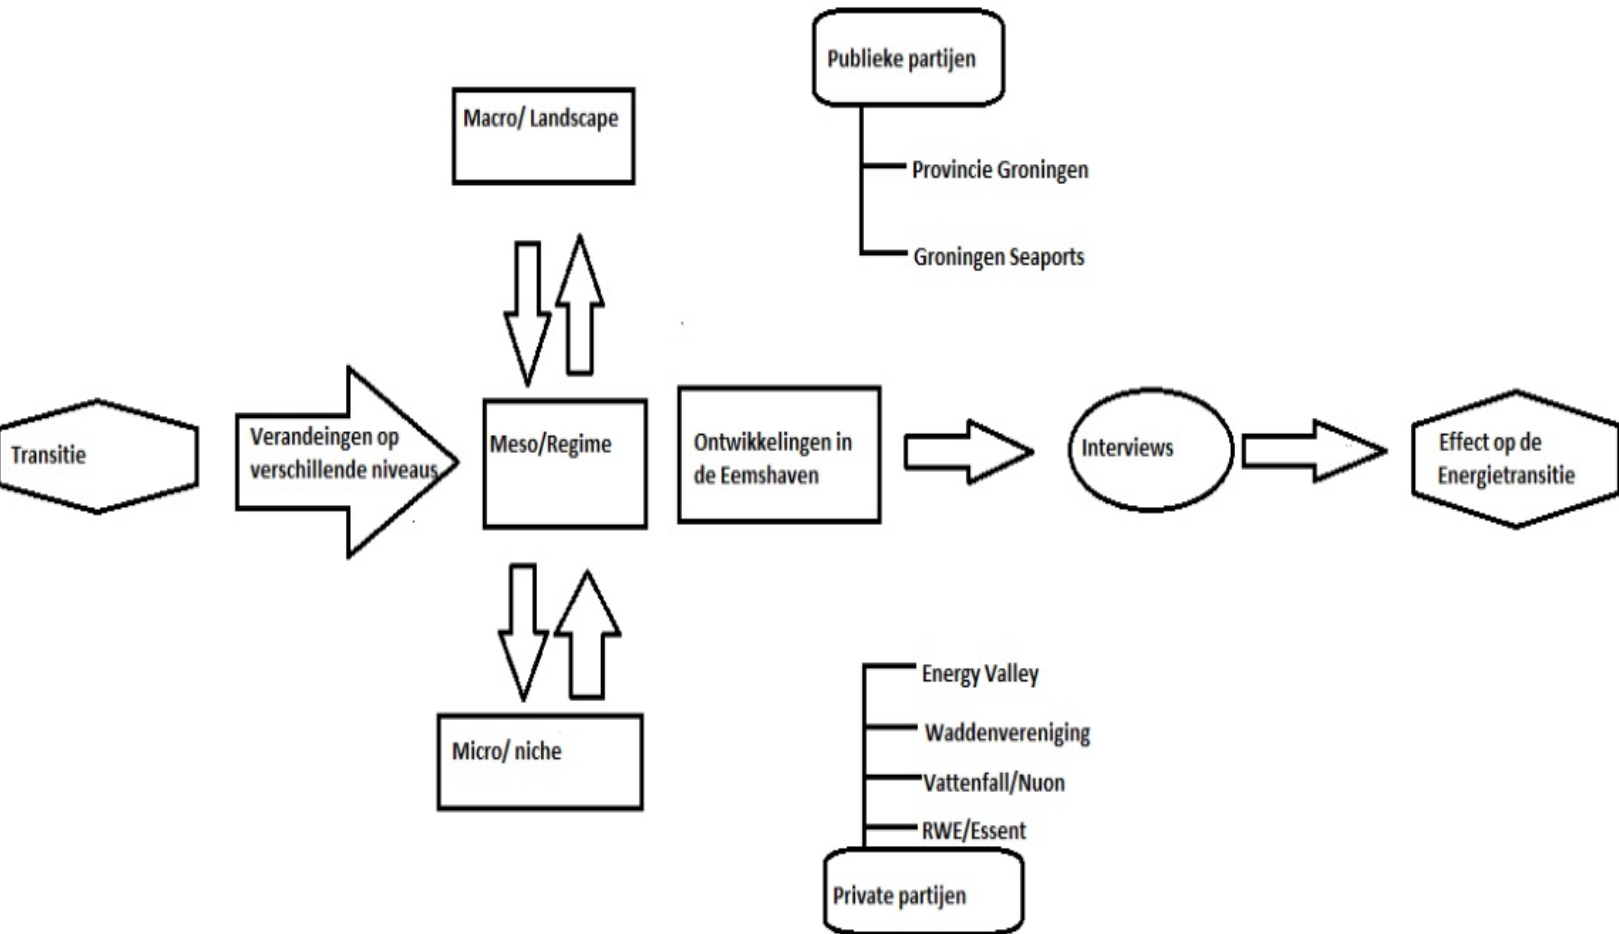 Publieke partijen
Macro/ Landscape
Provincie Groningen
Groningen Seaports
Transitie
Verandeingen op
verschillende niveaus
Meso/Regime
Ontwikkelingen in
de Eemshaven
Interviews
Effect op de
Energietransitie
Micro/ niche
Energy Valley
Waddenvereniging
Vattenfall/Nuon
RWE/Essent
Private partijen